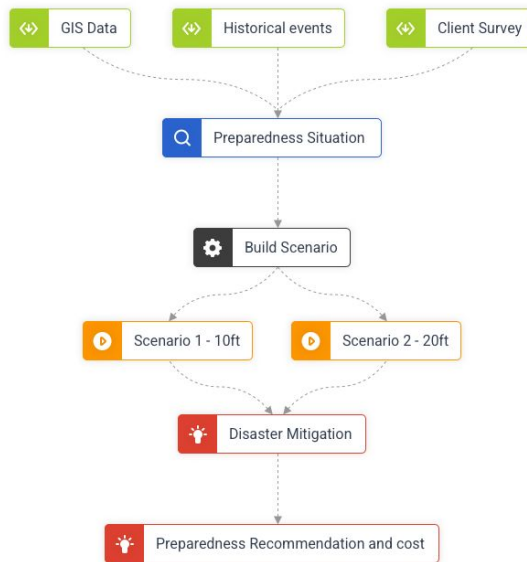 GIS Data
Historical events
Client Survey
Preparedness Situation
Build Scenario
Scenario 1 - 10ft
Scenario 2 - 20ft
Disaster Mitigation
Preparedness Recommendation and cost